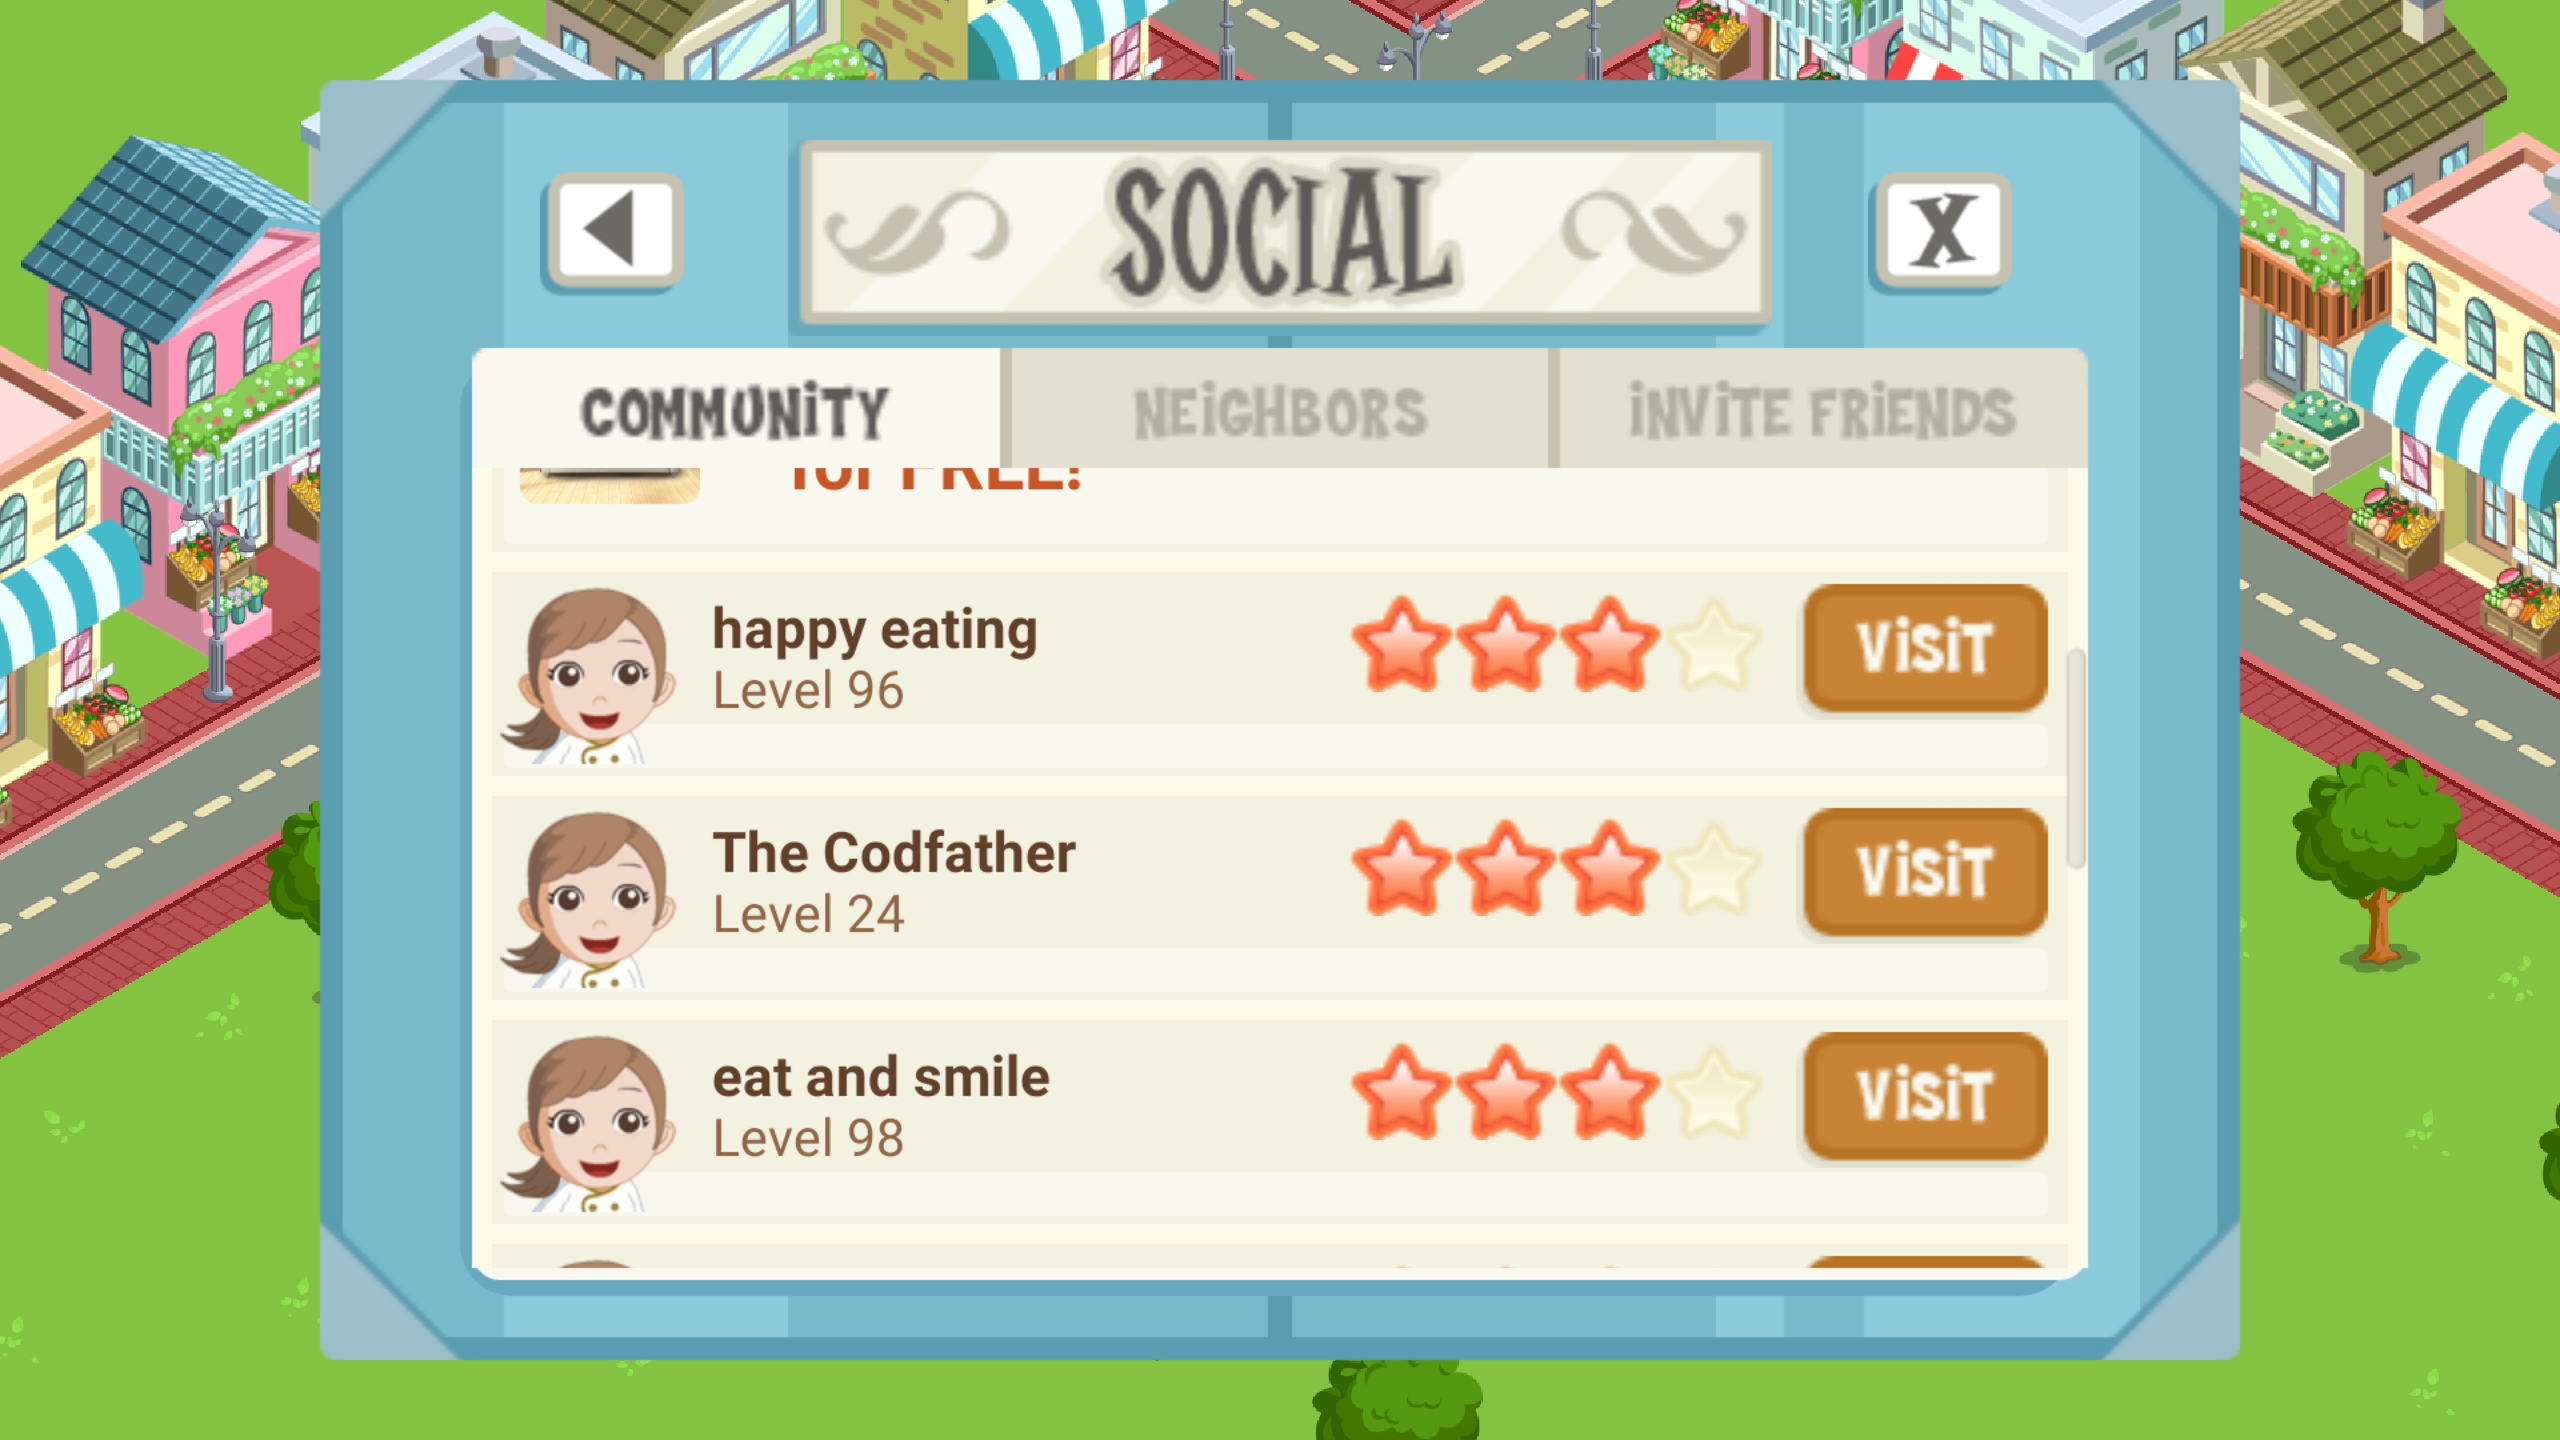 SOCIAL
X
COMMUNITY
NEIGHBORS
INVITE FRIENDS
for FREE!
happy eating
Level 96
VISIT
The Codfather
Level 24
VISIT
eat and smile
Level 98
VISIT